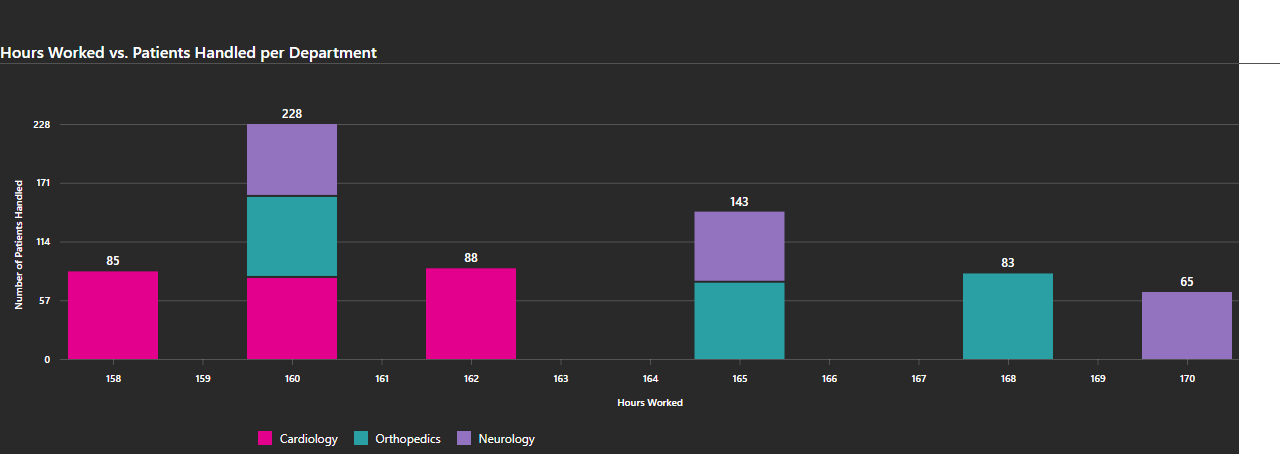 Hours Worked vs. Patients Handled per Department
Number of Patients Handled
228
171
114
57
0
85
228
88
143
83
65
158 159 160 161 162 163 164 165 166 167 168 169 170
Hours Worked
Cardiology Orthopedics Neurology